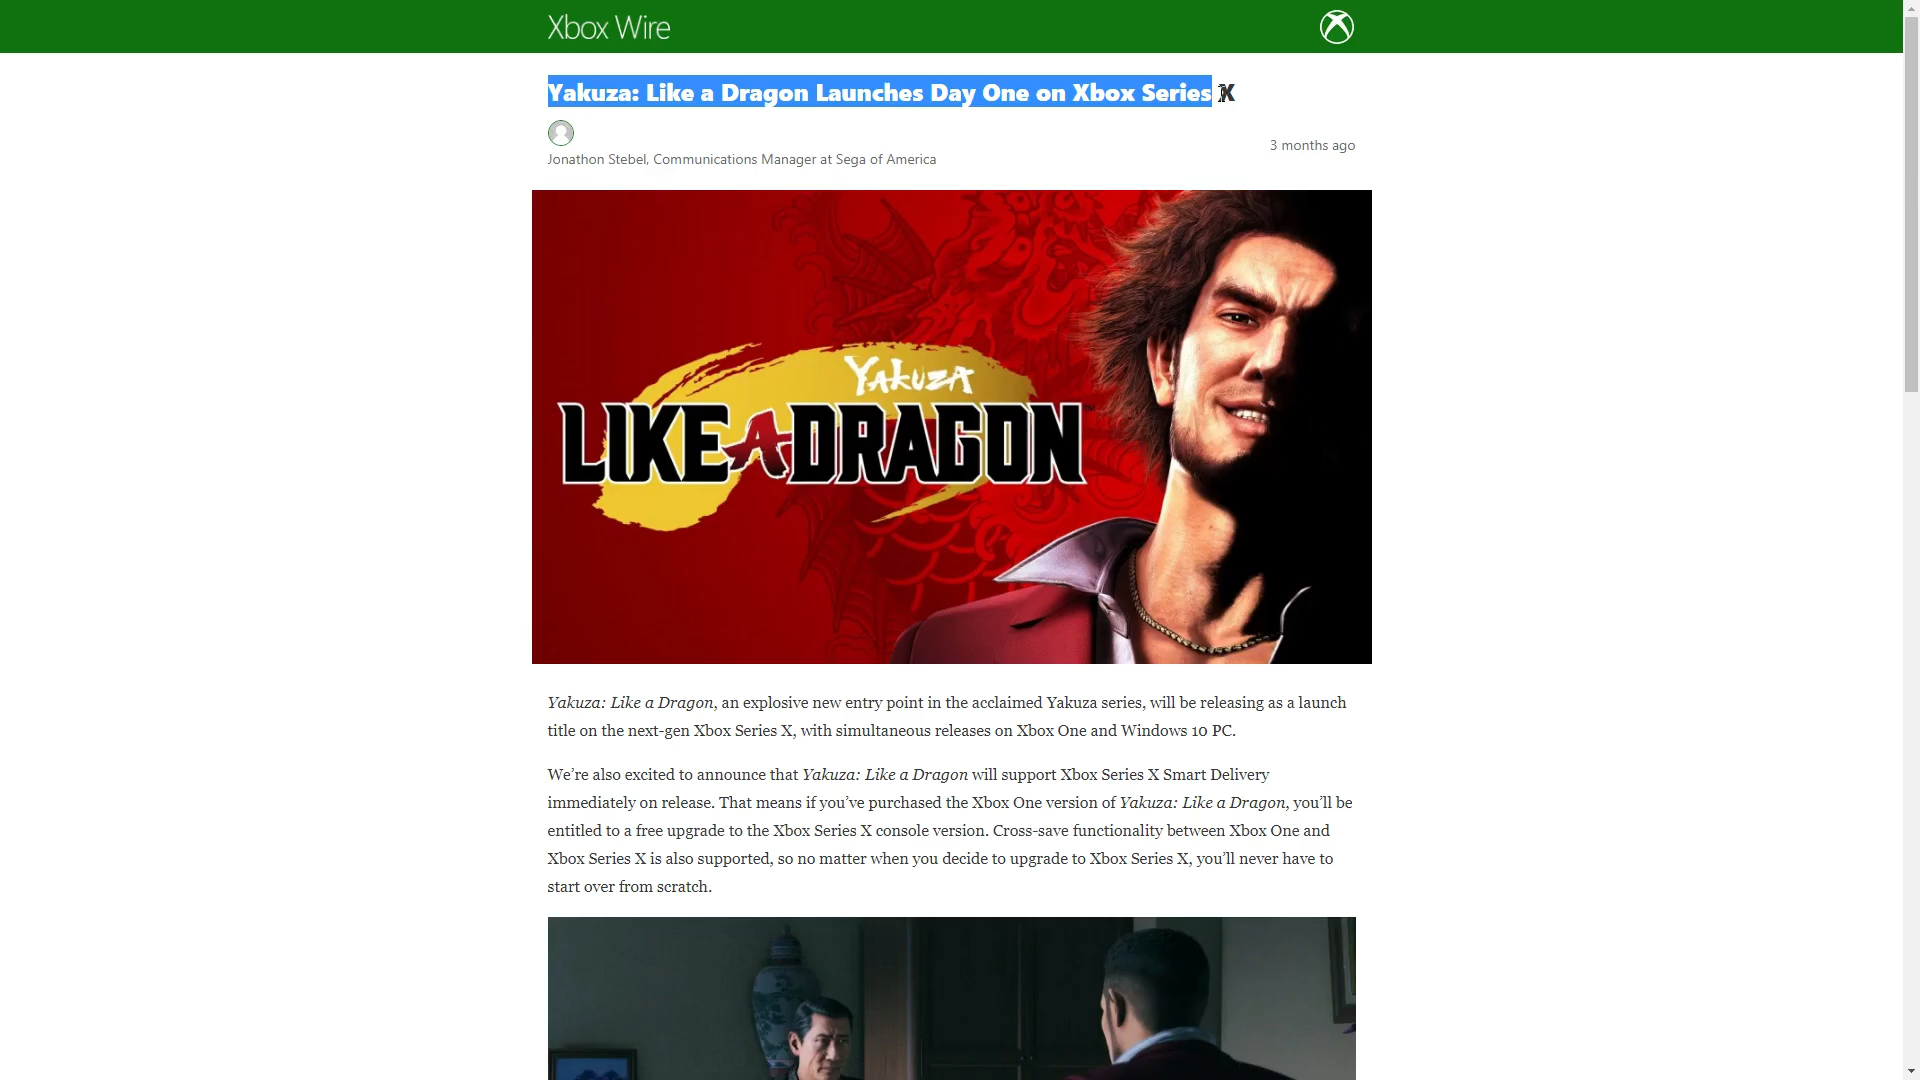 Xbox Wire
Yakuza: Like a Dragon Launches Day One on Xbox Series X
3 months ago
Jonathon Stebel, Communications Manager at Sega of America
YAKUZA
LIKE A DRAGON
Yakuza: Like a Dragon, an explosive new entry point in the acclaimed Yakuza series, will be releasing as a launch
title on the next-gen Xbox Series X, with simultaneous releases on Xbox One and Windows 10 PC.
We’re also excited to announce that Yakuza: Like a Dragon will support Xbox Series X Smart Delivery
immediately on release. That means if you’ve purchased the Xbox One version of Yakuza: Like a Dragon, you’ll be
entitled to a free upgrade to the Xbox Series X console version. Cross-save functionality between Xbox One and
Xbox Series X is also supported, so no matter when you decide to upgrade to Xbox Series X, you’ll never have to
start over from scratch.